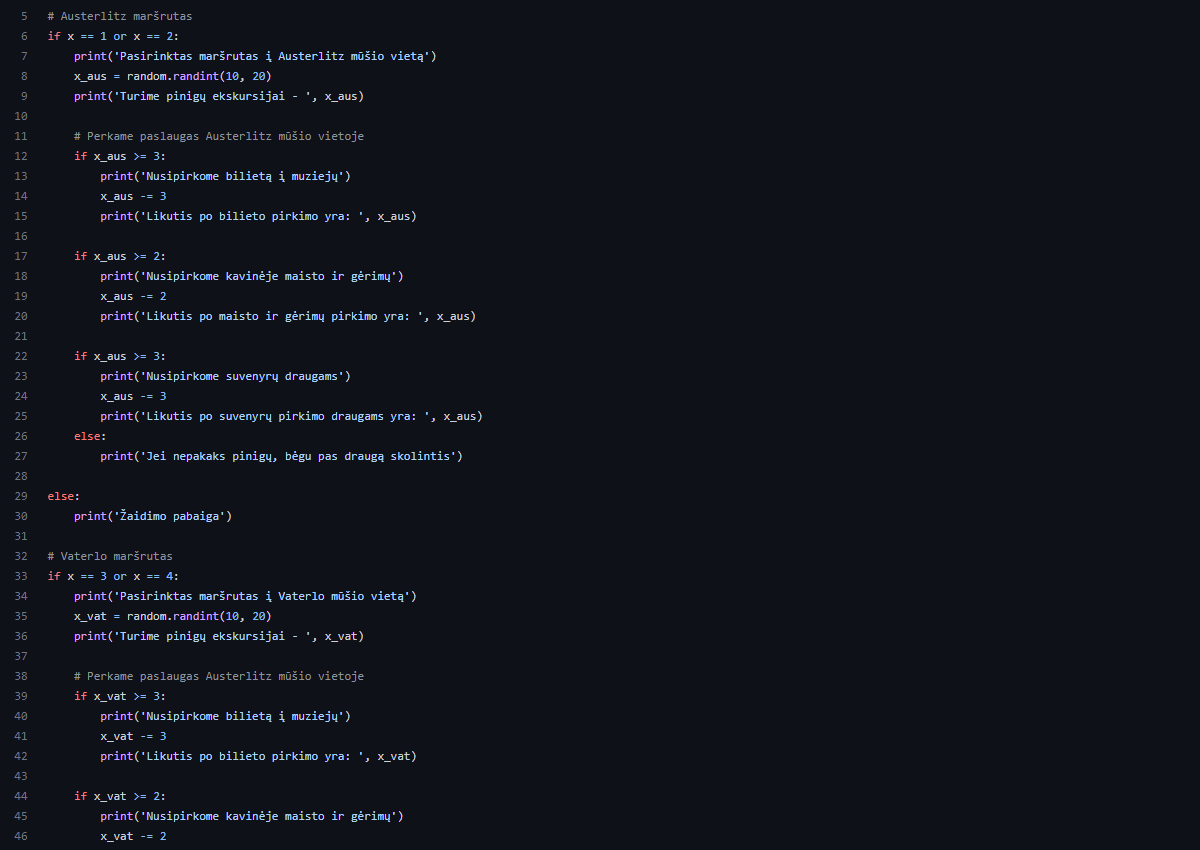 5 # Austerlitz maršrutas
6 if x == 1 or x == 2:
7     print('Pasirinktas maršrutas į Austerlitz mūšio vietą')
8     x_aus = random.randint(10, 20)
9     print('Turime pinigų ekskursijai - ', x_aus)
10
11     # Perkame paslaugas Austerlitz mūšio vietoje
12     if x_aus >= 3:
13         print('Nusipirkome bilietą į muziejų')
14         x_aus -= 3
15         print('Likutis po bilieto pirkimo yra: ', x_aus)
16
17     if x_aus >= 2:
18         print('Nusipirkome kavinėje maisto ir gėrimų')
19         x_aus -= 2
20         print('Likutis po maisto ir gėrimų pirkimo yra: ', x_aus)
21
22     if x_aus >= 3:
23         print('Nusipirkome suvenyrų draugams')
24         x_aus -= 3
25         print('Likutis po suvenyrų pirkimo draugams yra: ', x_aus)
26     else:
27         print('Jei nepakaks pinigų, bėgu pas draugą skolintis')
28
29 else:
30     print('Žaidimo pabaiga')
31
32 # Vaterlo maršrutas
33 if x == 3 or x == 4:
34     print('Pasirinktas maršrutas į Vaterlo mūšio vietą')
35     x_vat = random.randint(10, 20)
36     print('Turime pinigų ekskursijai - ', x_vat)
37
38     # Perkame paslaugas Austerlitz mūšio vietoje
39     if x_vat >= 3:
40         print('Nusipirkome bilietą į muziejų')
41         x_vat -= 3
42         print('Likutis po bilieto pirkimo yra: ', x_vat)
43
44     if x_vat >= 2:
45         print('Nusipirkome kavinėje maisto ir gėrimų')
46         x_vat -= 2